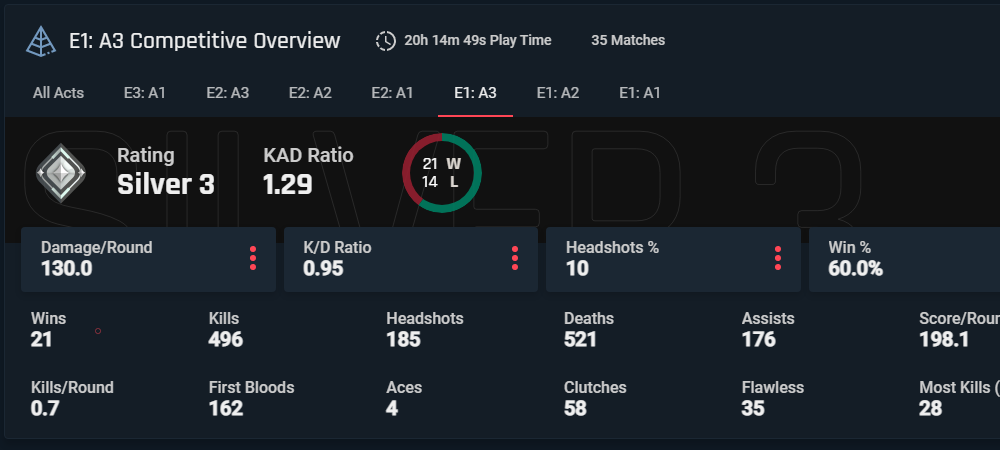 E1: A3 Competitive Overview 20h 14m 49s Play Time 35 Matches
All Acts E3: A1 E2: A3 E2: A2 E2: A1 E1: A3 E1: A2 E1: A1
SILVER 3
Rating KAD Ratio 21 W
Silver 3 1.29 14 L
Damage/Round K/D Ratio Headshots % Win %
130.0 0.95 10 60.0%
Wins Kills Headshots Deaths Assists Score/Roun
21 496 185 521 176 198.1
Kills/Round First Bloods Aces Clutches Flawless Most Kills (
0.7 162 4 58 35 28